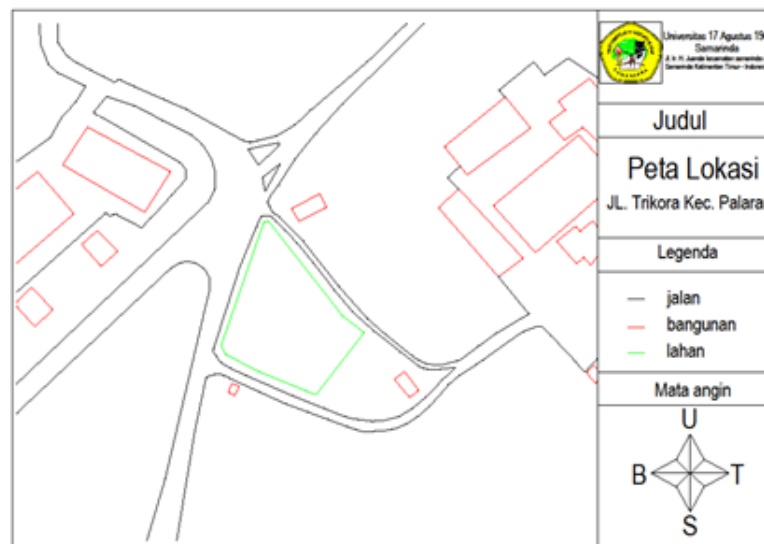 Universitas 17 Agustus 19
Samarinda
Judul
Peta Lokasi
JL. Trikora Kec. Palara
Legenda
jalan
bangunan
lahan
Mata angin
U
B T
S